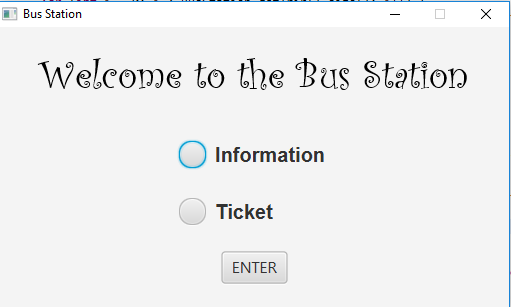 Bus Station
Welcome to the Bus Station
Information
Ticket
ENTER